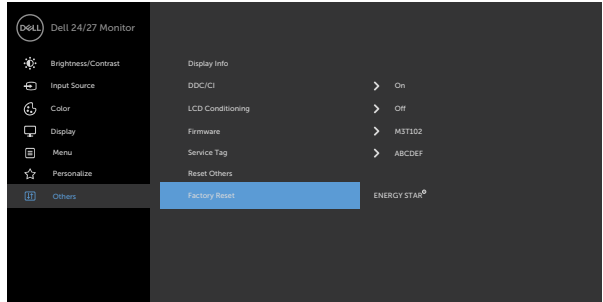 DELL Dell 24/27 Monitor
Brightness/Contrast Display Info
Input Source DDC/CI On
Color LCD Conditioning Off
Display Firmware M3T102
Menu Service Tag ABCDEF
Personalize Reset Others
Others Factory Reset ENERGY STAR